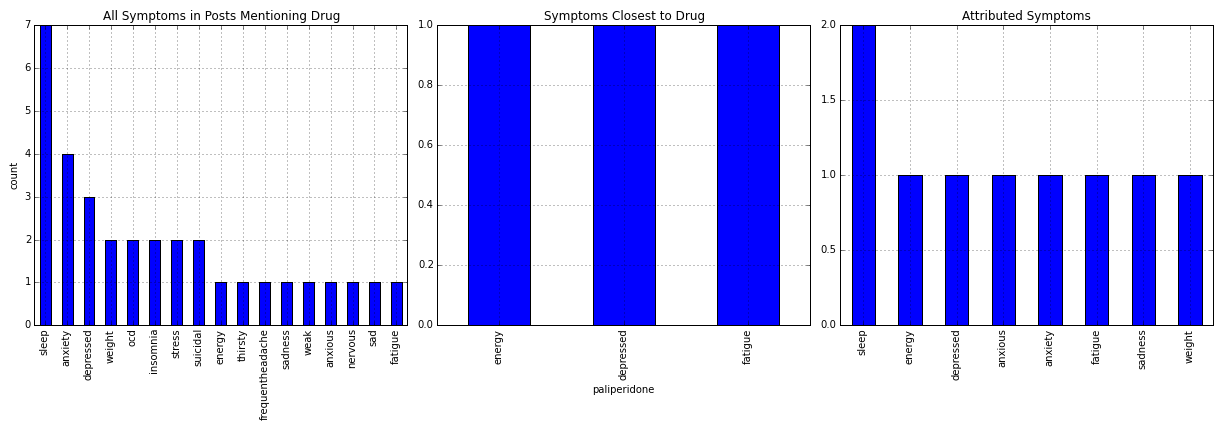 All Symptoms in Posts Mentioning Drug
count
7
6
5
4
3
2
1
0
sleep
anxiety
depressed
weight
ocd
insomnia
stress
suicidal
energy
thirsty
frequentheadache
sadness
weak
anxious
nervous
sad
fatigue
Symptoms Closest to Drug
1.0
0.8
0.6
0.4
0.2
0.0
energy
depressed
fatigue
paliperidone
Attributed Symptoms
2.0
1.5
1.0
0.5
0.0
sleep
energy
depressed
anxious
anxiety
fatigue
sadness
weight